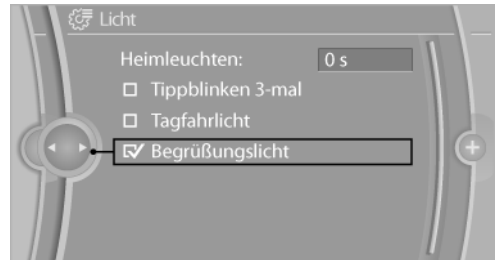 Licht
Heimleuchten: 0 s
Tippblinken 3-mal
Tagfahrlicht
Begrüßungslicht